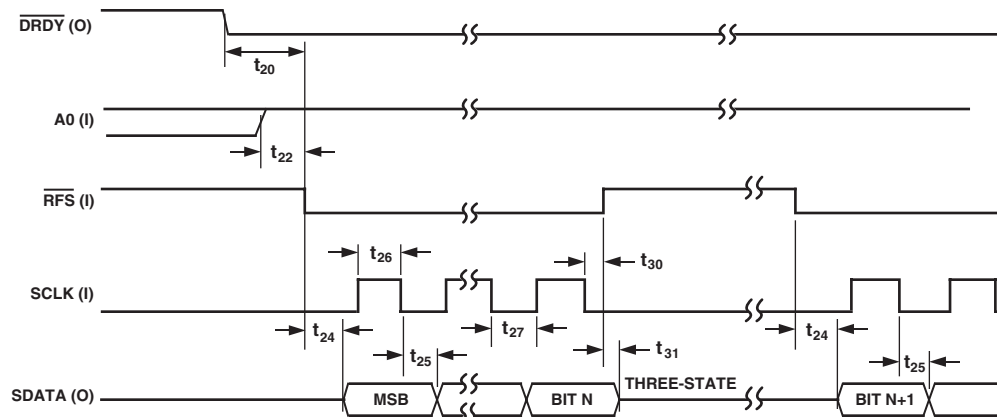 DRDY (O)
t20
A0 (I)
t22
RFS (I)
t26
t30
SCLK (I)
t24
t27
t24
t25
t31
t25
SDATA (O)
MSB
BIT N
THREE-STATE
BIT N+1